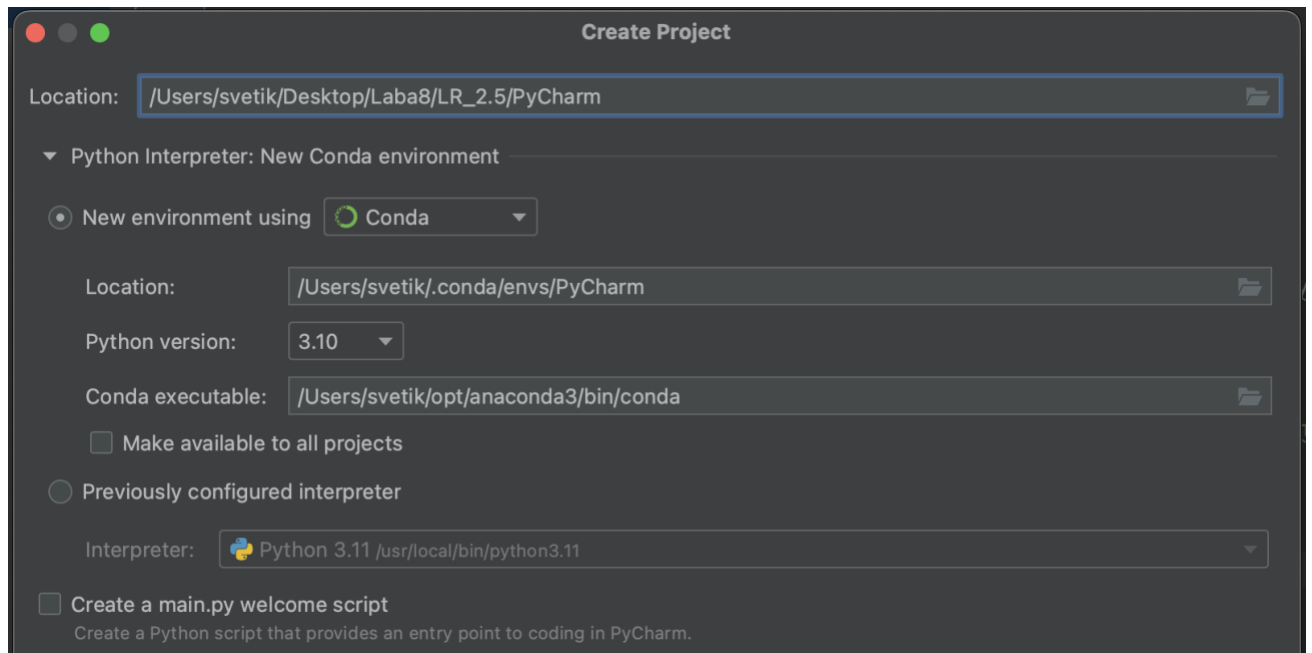 Create Project
Location: /Users/svetik/Desktop/Laba8/LR_2.5/PyCharm
Python Interpreter: New Conda environment
New environment using Conda
Location: /Users/svetik/.conda/envs/PyCharm
Python version: 3.10
Conda executable: /Users/svetik/opt/anaconda3/bin/conda
Make available to all projects
Previously configured interpreter
Interpreter: Python 3.11 /usr/local/bin/python3.11
Create a main.py welcome script
Create a Python script that provides an entry point to coding in PyCharm.